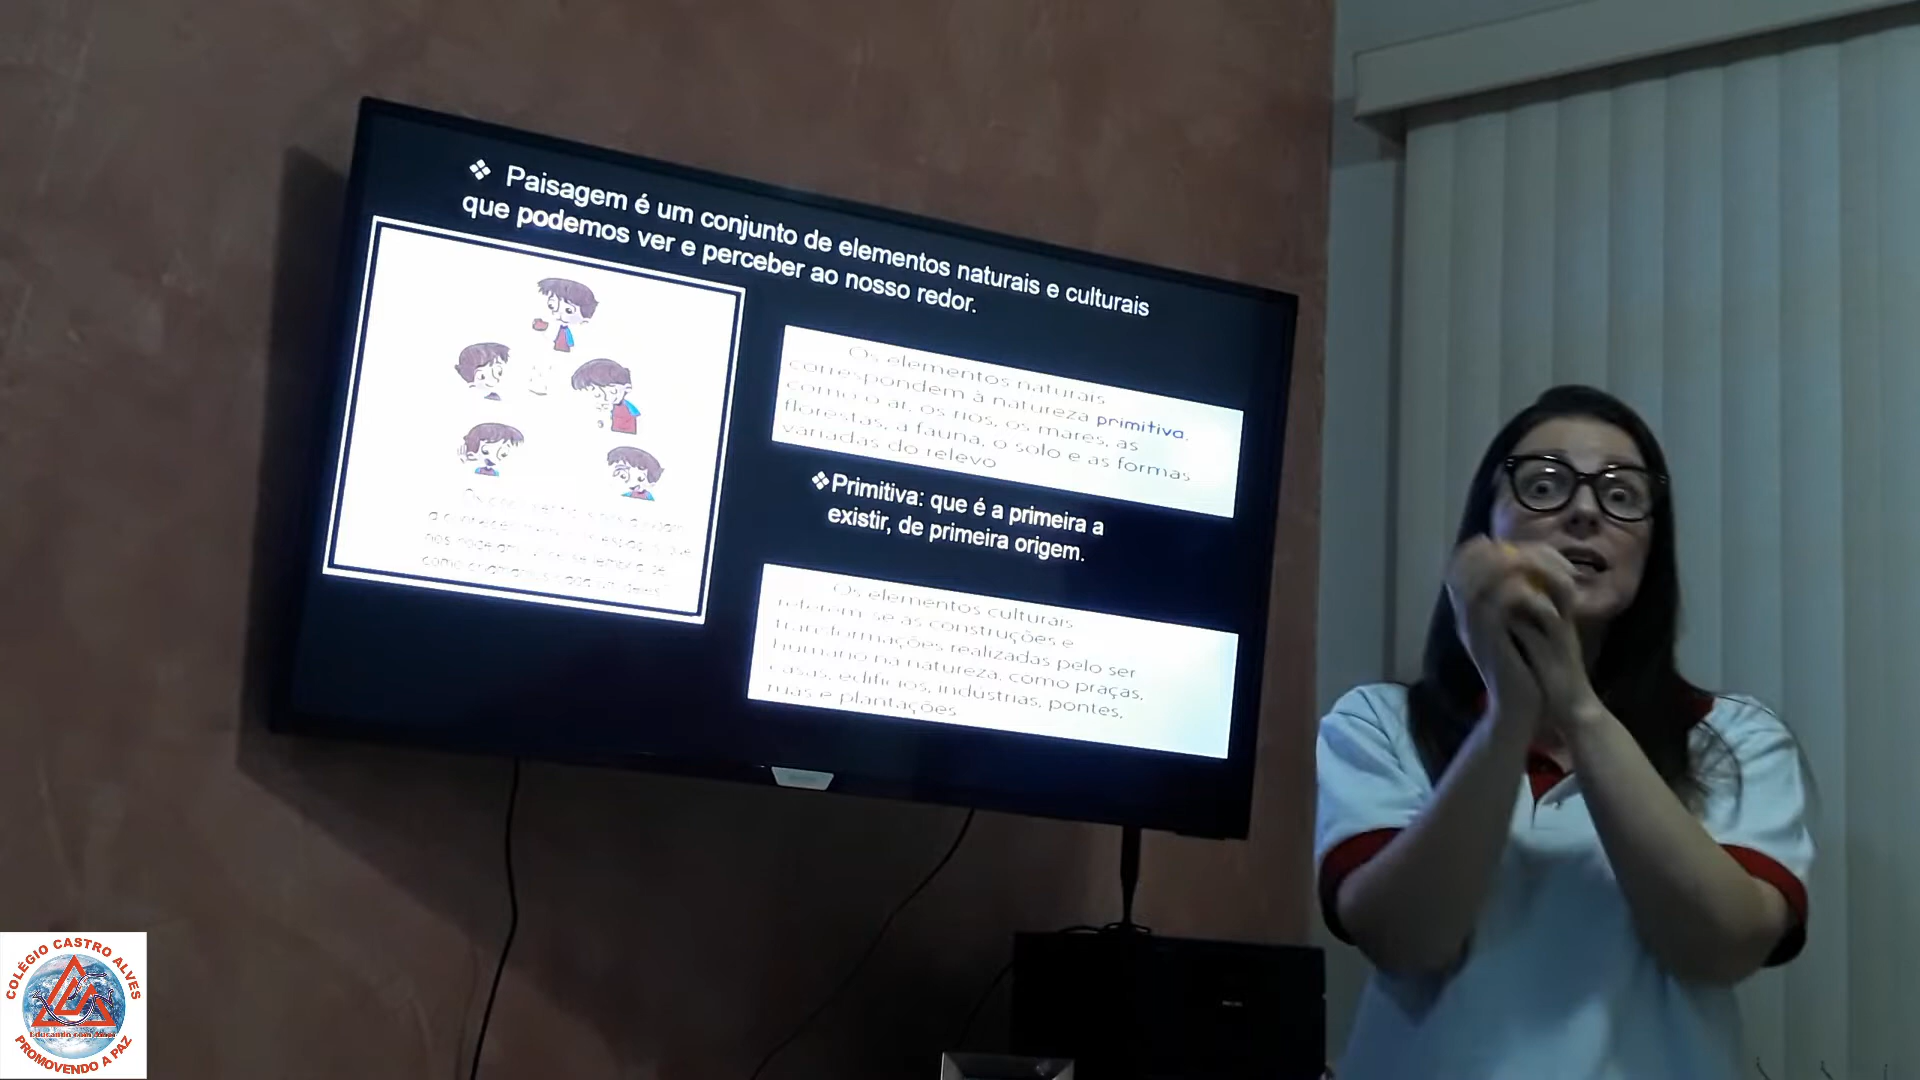 ❖ Paisagem é um conjunto de elementos naturais e culturais
que podemos ver e perceber ao nosso redor.
Os elementos naturais
correspondem à natureza primitiva,
como o ar, os rios, os mares, as
florestas, a fauna, o solo e as formas
variadas do relevo
❖Primitiva: que é a primeira a
existir, de primeira origem.
Os elementos culturais
referem-se às construções e
transformações realizadas pelo ser
humano na natureza, como praças,
casas, edifícios, indústrias, pontes,
ruas e plantações
COLÉGIO CASTRO ALVES
PROMOVENDO A PAZ